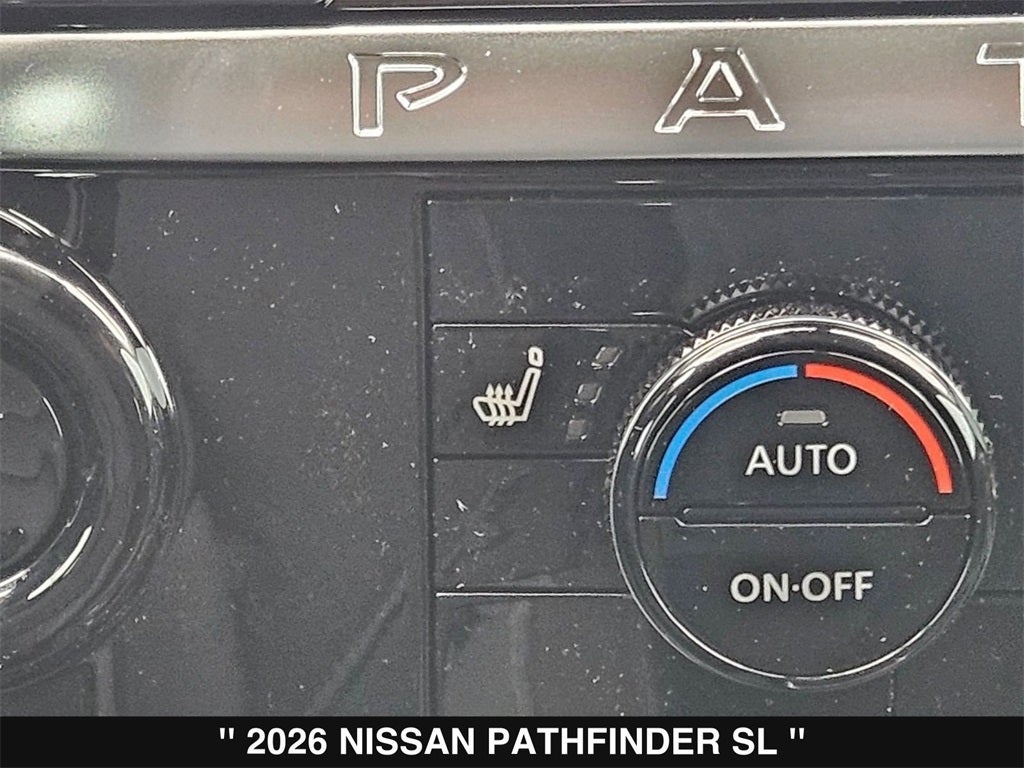 P A T
AUTO
ON·OFF
" 2026 NISSAN PATHFINDER SL "